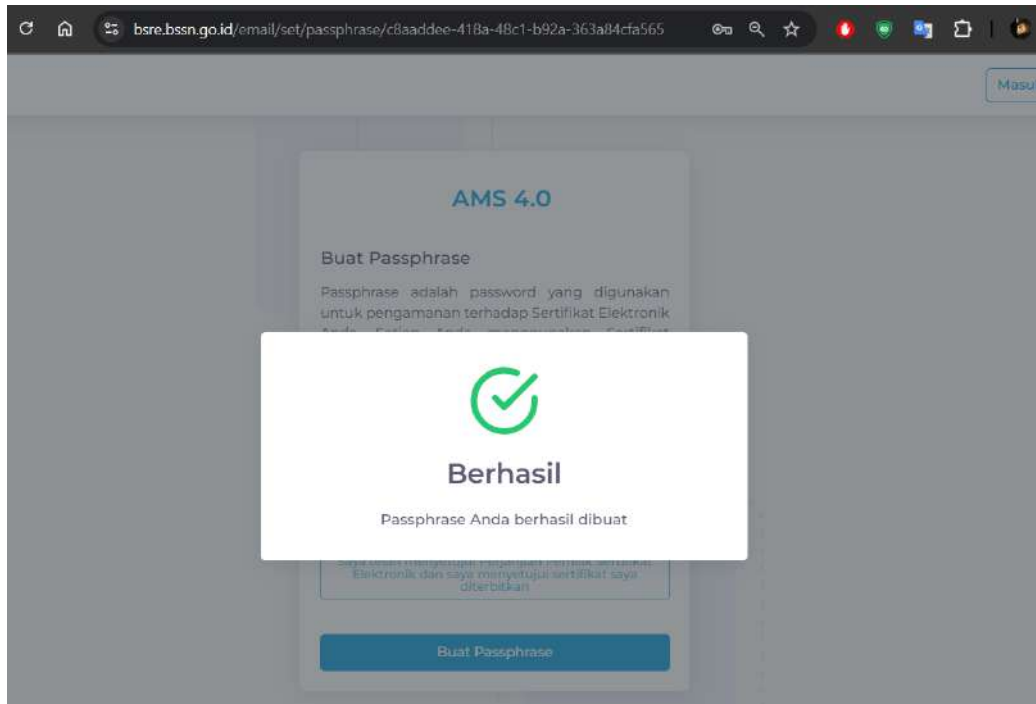 bsre.bssn.go.id/email/set/passphrase/c8aaddee-418a-48c1-b92a-363a84cfa565
AMS 4.0
Buat Passphrase
Passphrase adalah password yang digunakan
untuk pengamanan terhadap Sertifikat Elektronik
Berhasil
Passphrase Anda berhasil dibuat
Elektronik dan saya menyetujui sertifikat saya
diterbitkan
Buat Passphrase